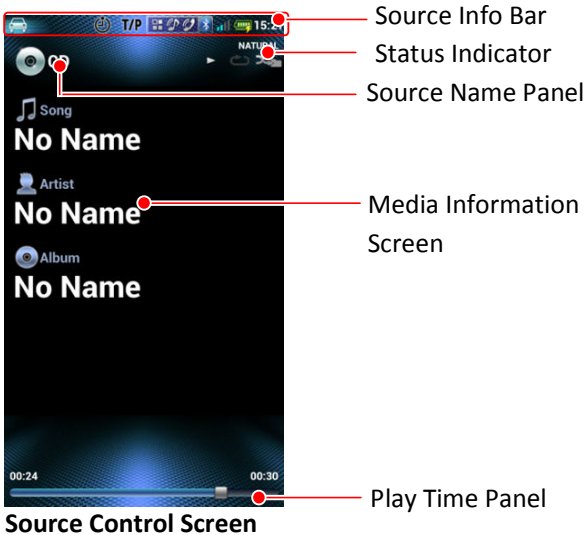 Source Info Bar
T/P 15:2
Status Indicator
NATURAL
Source Name Panel
Song
No Name
Artist
No Name
Media Information
Screen
Album
No Name
00:24 00:30
Play Time Panel
Source Control Screen